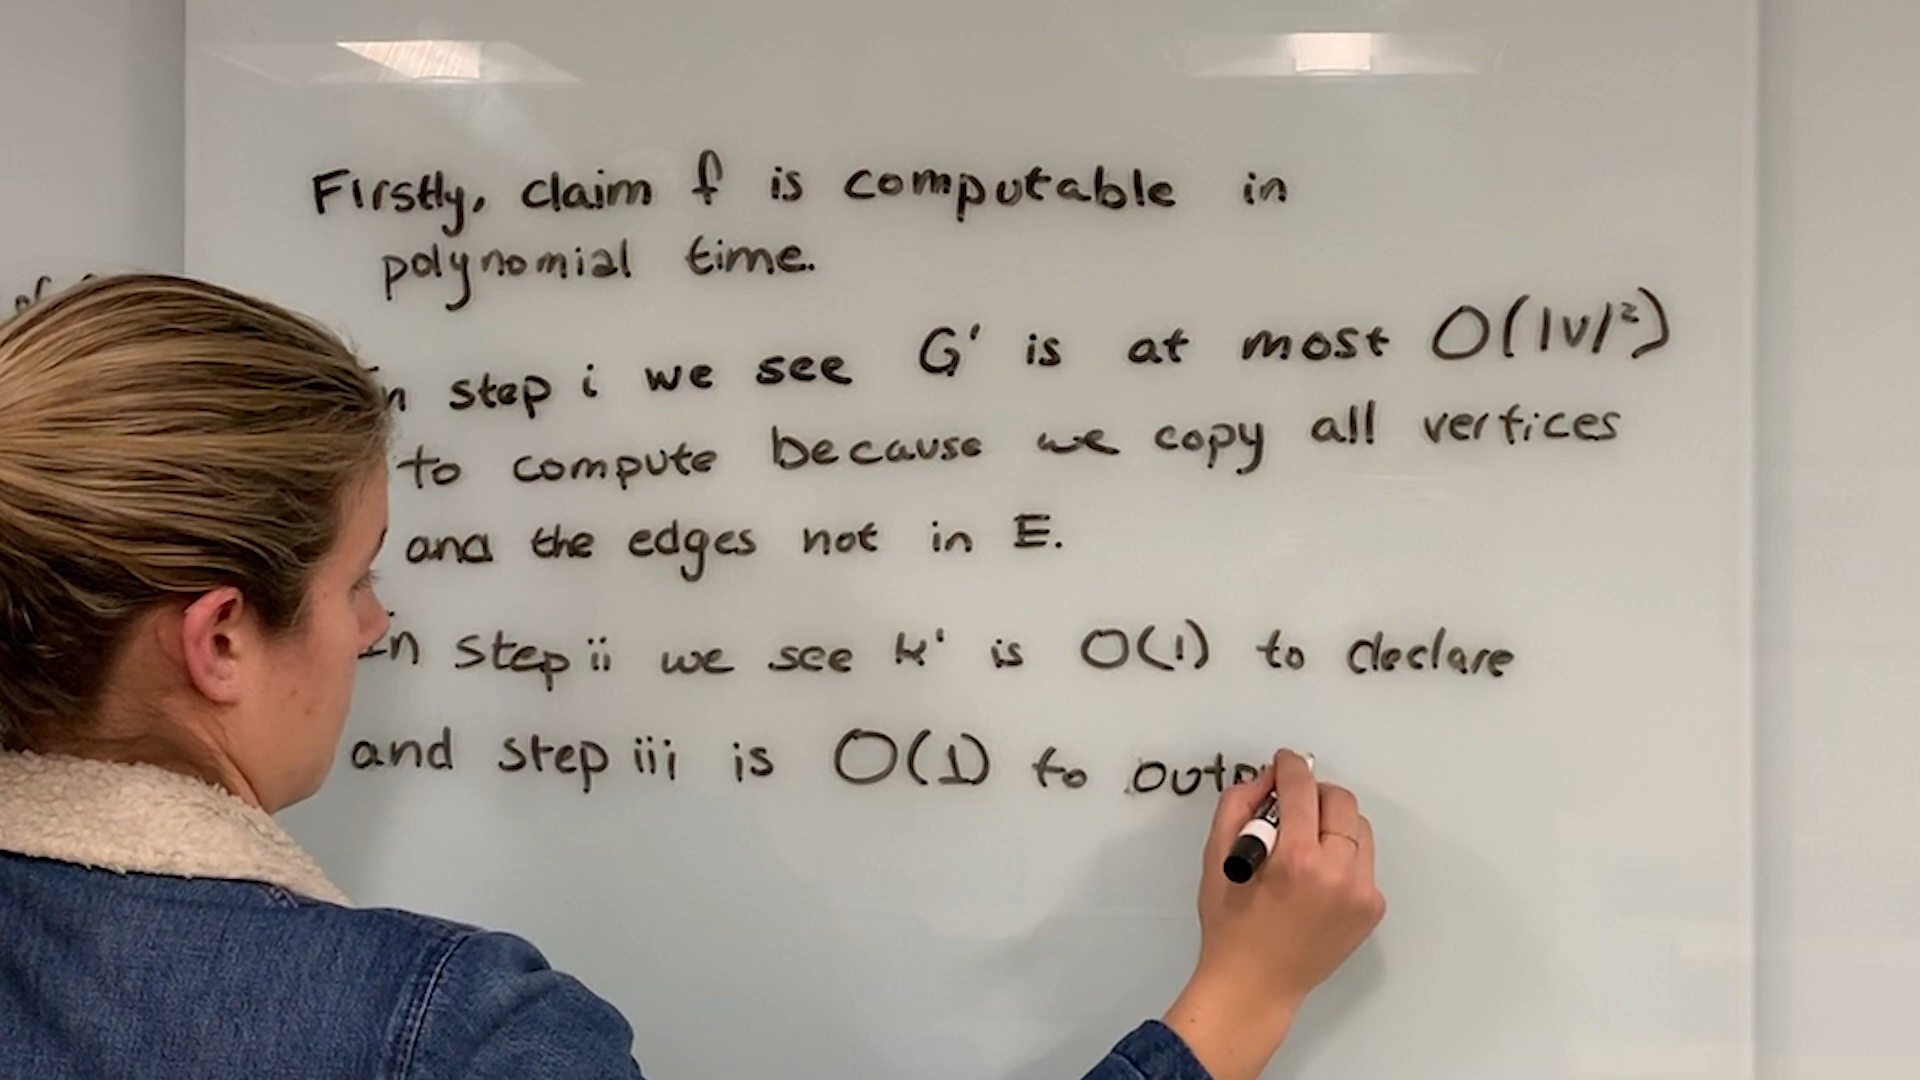 of
Firstly, claim f is computable in
polynomial time.
In step i we see G' is at most O(|V|²)
to compute because we copy all vertices
and the edges not in E.
In step ii we see k' is O(1) to declare
and step iii is O(1) to outp